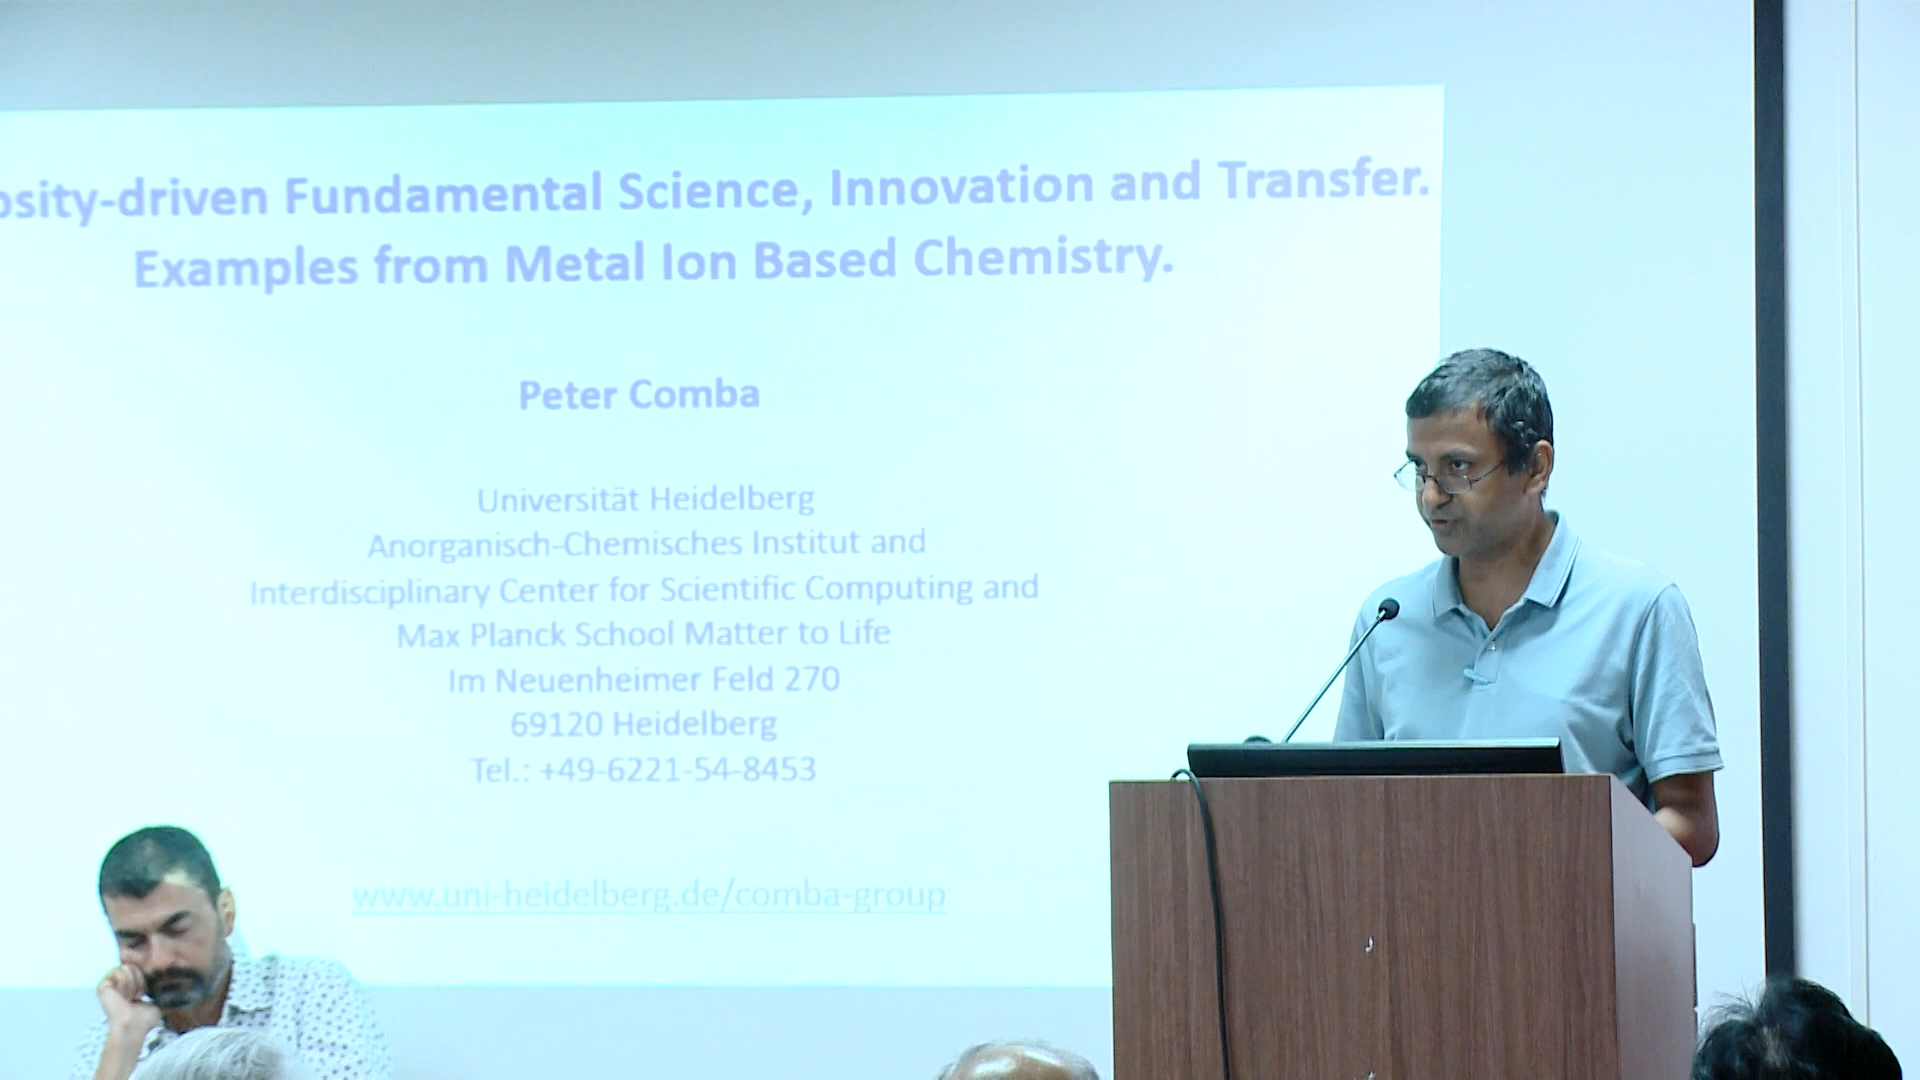 osity-driven Fundamental Science, Innovation and Transfer.
Examples from Metal Ion Based Chemistry.
Peter Comba
Universität Heidelberg
Anorganisch-Chemisches Institut and
Interdisciplinary Center for Scientific Computing and
Max Planck School Matter to Life
Im Neuenheimer Feld 270
69120 Heidelberg
Tel.: +49-6221-54-8453
www.uni-heidelberg.de/comba-group